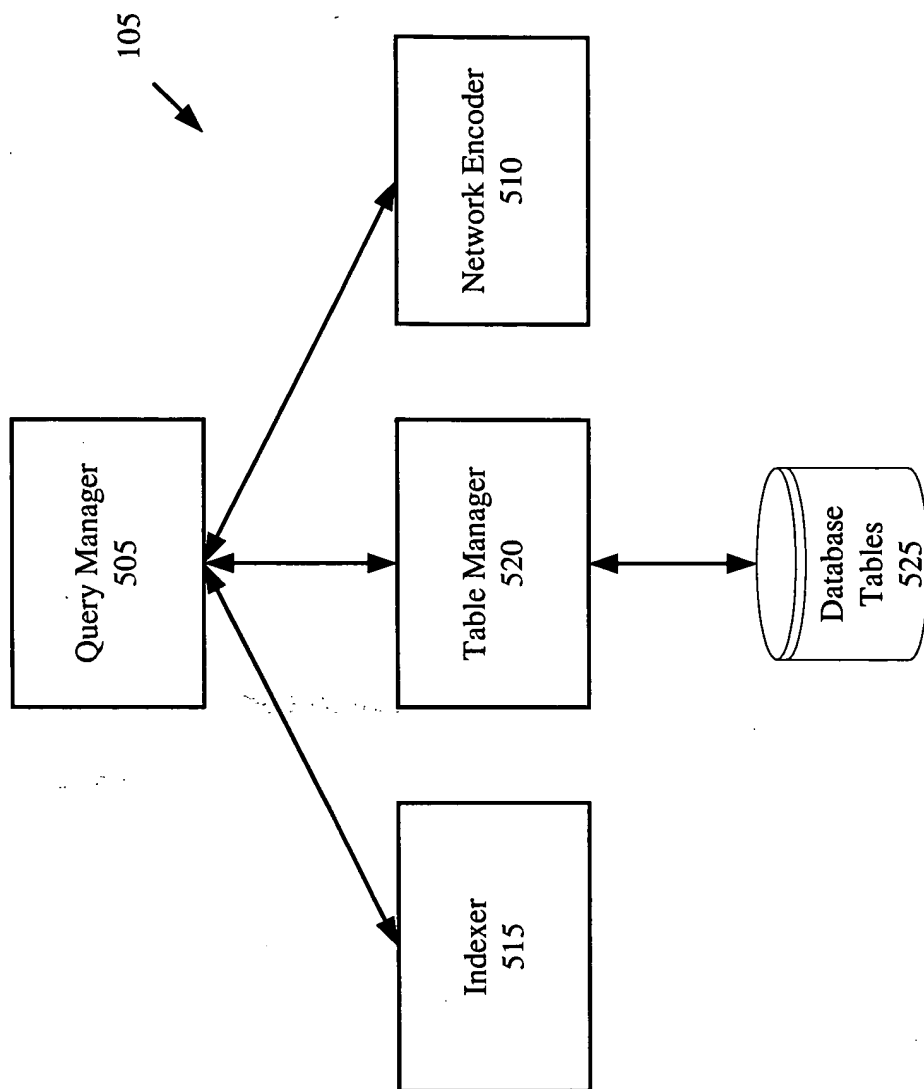 105
Query Manager
505
Indexer
515
Table Manager
520
Network Encoder
510
Database
Tables
525